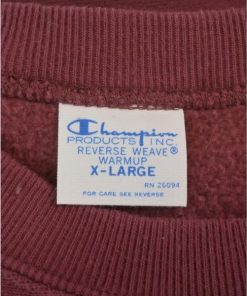 Champion
PRODUCTS INC.
REVERSE WEAVE®
WARMUP
X-LARGE
RN 26094
FOR CARE SEE REVERSE